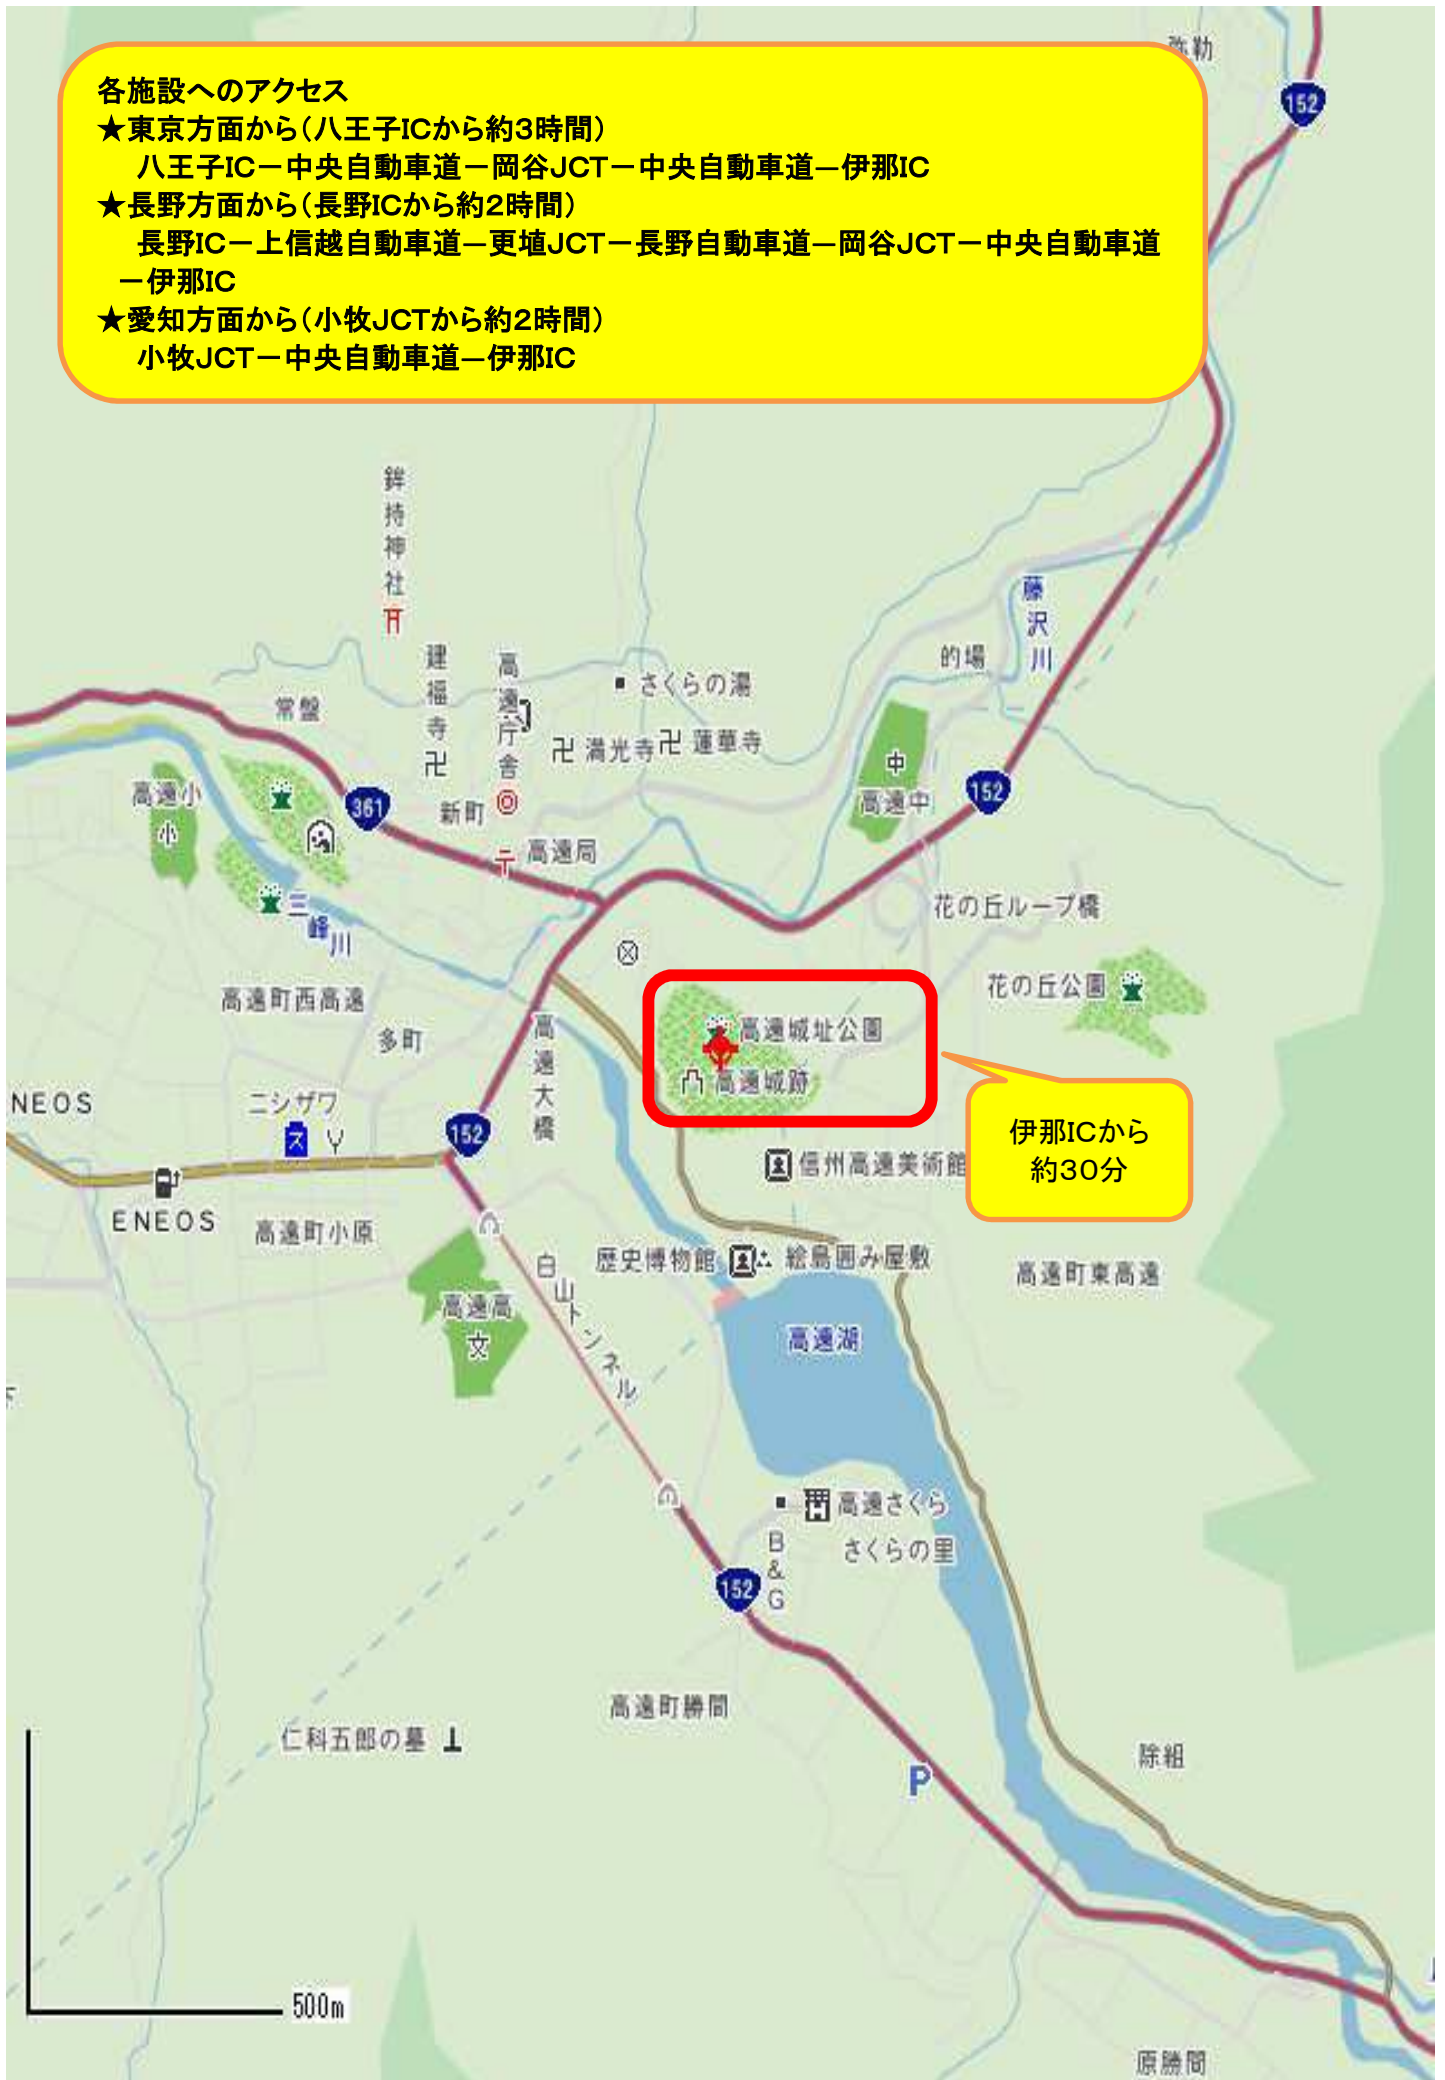 各施設へのアクセス
★東京方面から(八王子ICから約3時間)
八王子IC－中央自動車道－岡谷JCT－中央自動車道―伊那IC
★長野方面から(長野ICから約2時間)
長野IC－上信越自動車道―更埴JCT－長野自動車道―岡谷JCT－中央自動車道
－伊那IC
★愛知方面から(小牧JCTから約2時間)
小牧JCT－中央自動車道―伊那IC
弥勒
152
鉾持神社
藤沢川
的場
建福寺
高遠庁舎
さくらの湯
満光寺
蓮華寺
常盤
高遠小
小
361
新町
中
高遠中
152
高遠局
三峰川
花の丘ループ橋
花の丘公園
高遠町西高遠
多町
高遠大橋
高遠城址公園
高遠城跡
NEOS
ニシザワ
ス
152
伊那ICから
約30分
信州高遠美術館
ENEOS
高遠町小原
歴史博物館
絵島囲み屋敷
高遠町東高遠
白山トンネル
高遠高
文
高遠湖
高遠さくら
さくらの里
B&G
152
高遠町勝間
仁科五郎の墓
P
除組
500m
原勝間